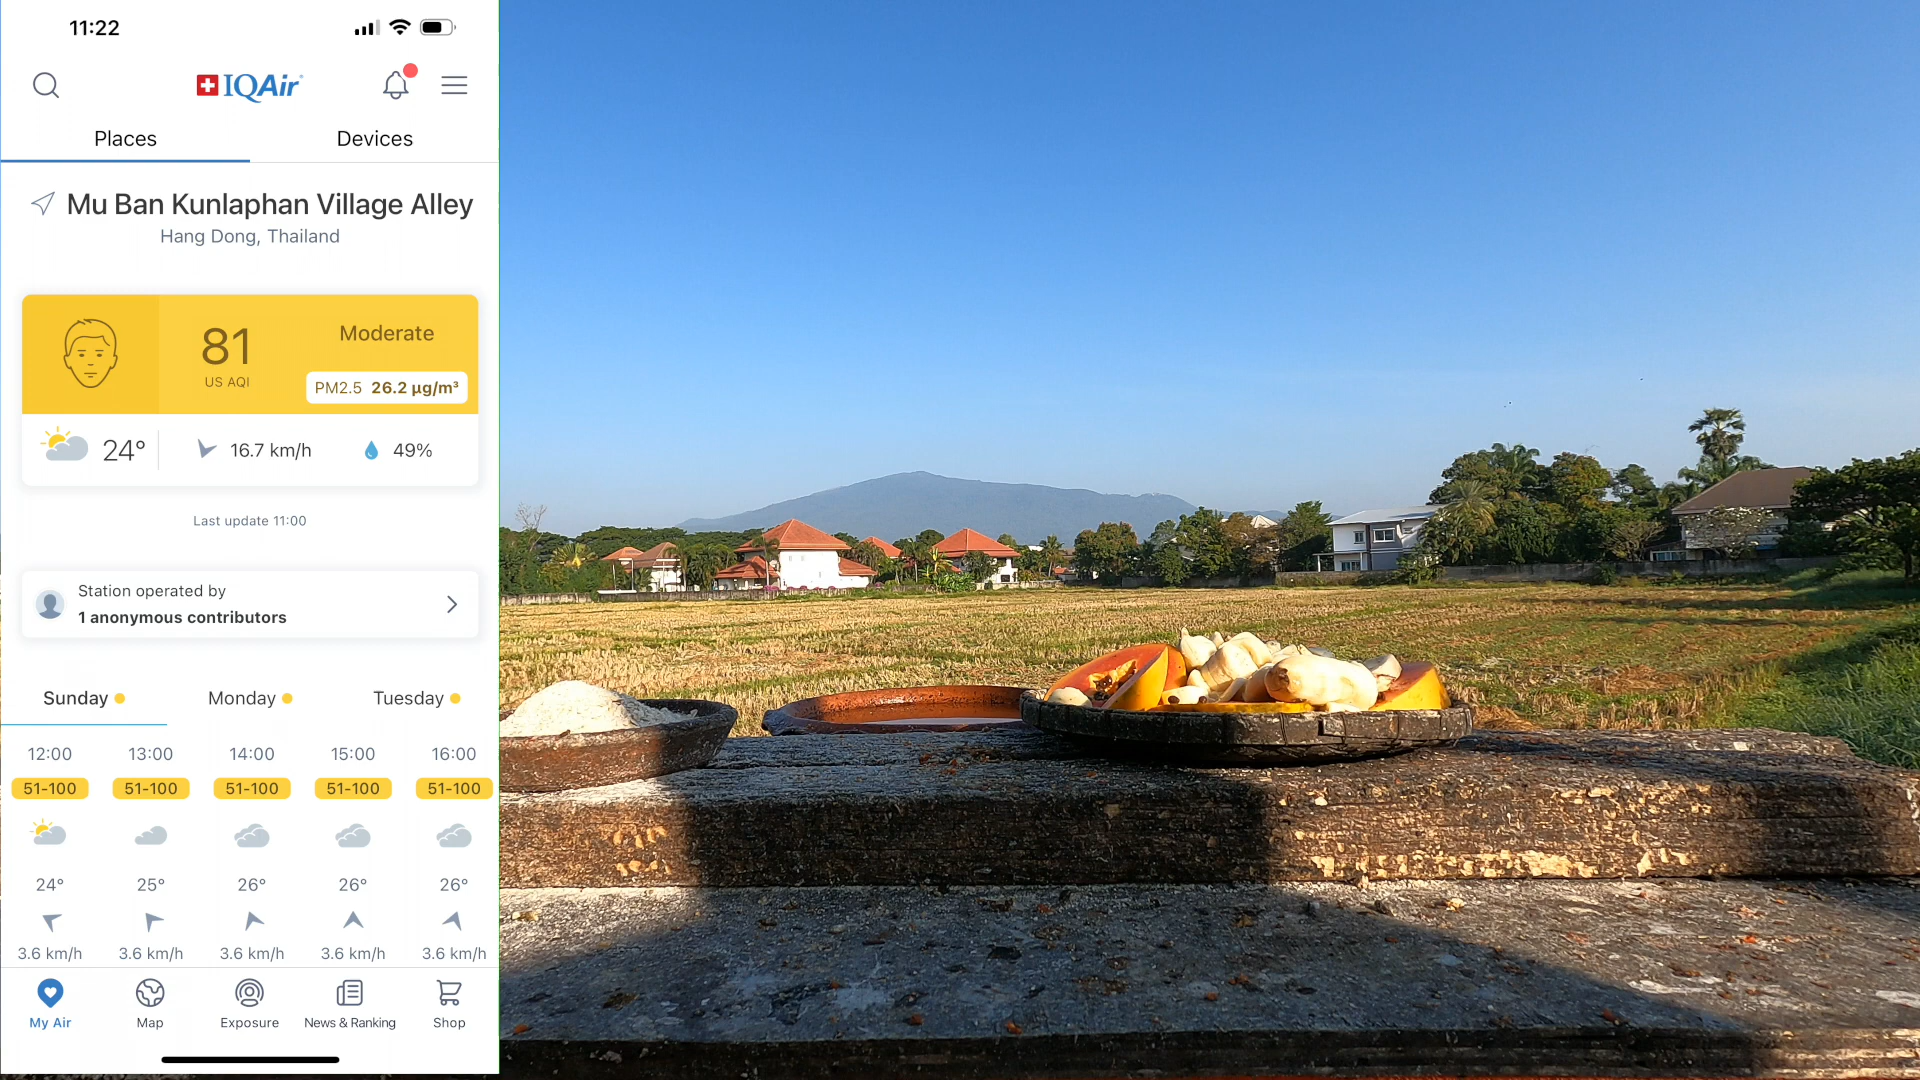 11:22
IQAir
Places
Devices
Mu Ban Kunlaphan Village Alley
Hang Dong, Thailand
81
US AQI
Moderate
PM2.5 26.2 µg/m³
24°
16.7 km/h
49%
Last update 11:00
Station operated by
1 anonymous contributors
Sunday
Monday
Tuesday
12:00 13:00 14:00 15:00 16:00
51-100 51-100 51-100 51-100 51-100
24° 25° 26° 26° 26°
3.6 km/h 3.6 km/h 3.6 km/h 3.6 km/h 3.6 km/h
My Air Map Exposure News & Ranking Shop